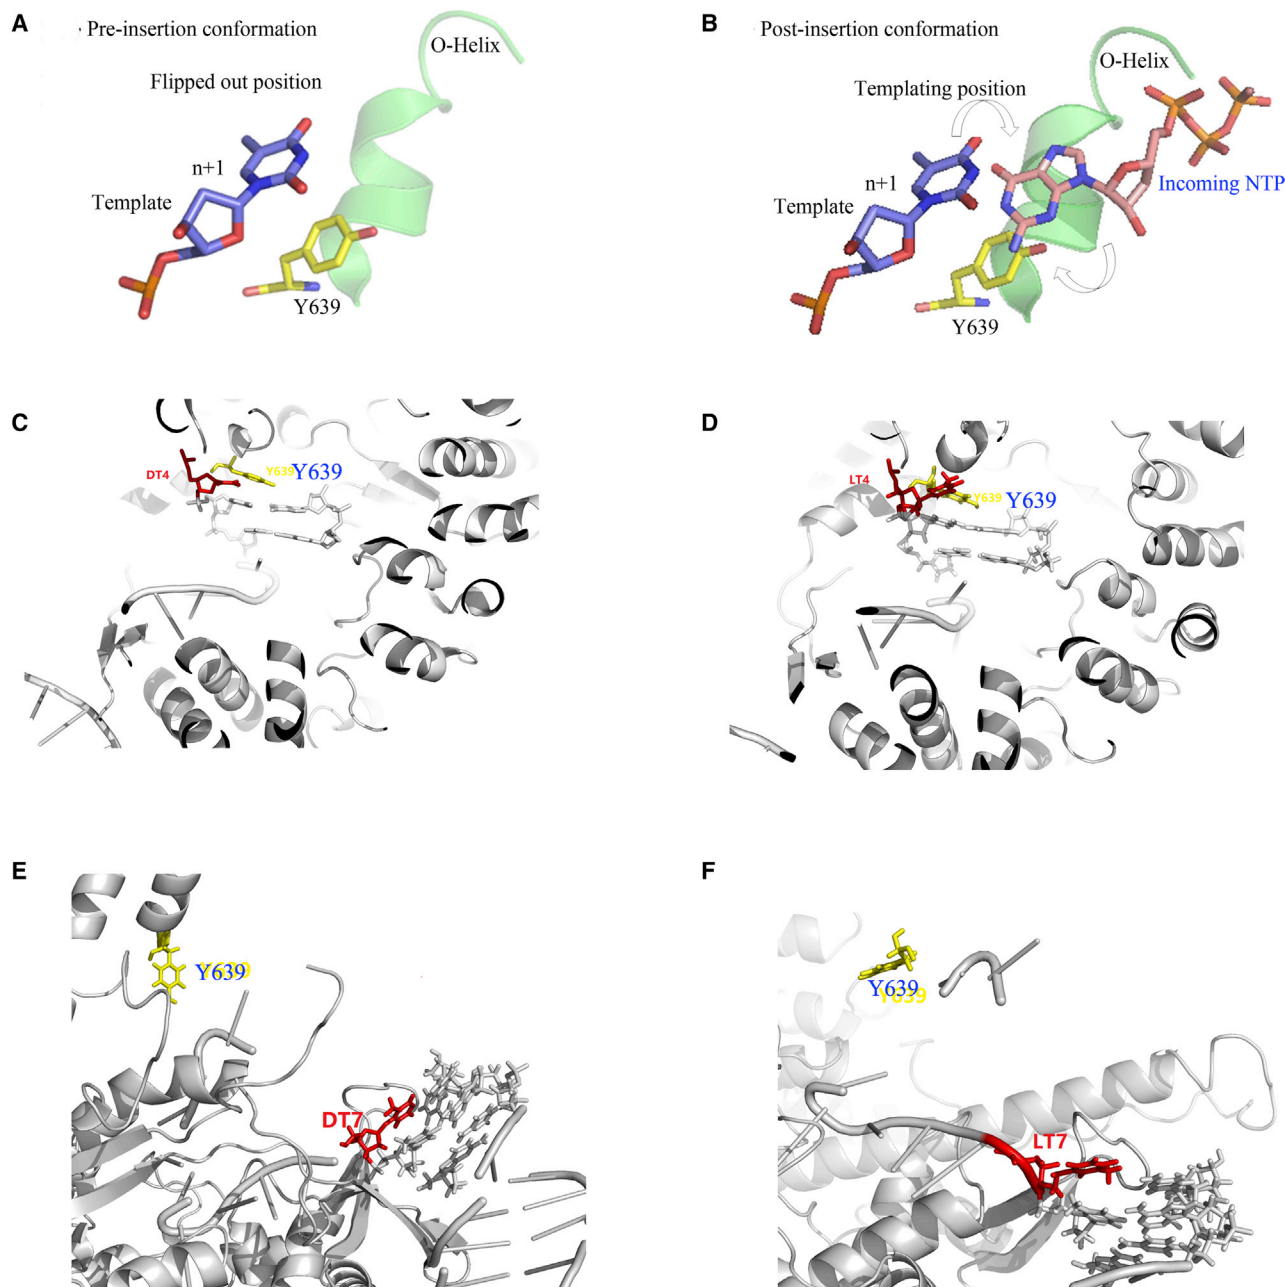 A
Pre-insertion conformation
O-Helix
Flipped out position
n+1
Template
Y639
B
Post-insertion conformation
O-Helix
Templating position
n+1
Incoming NTP
Template
Y639
C
DT4
Y639
Y639
D
LT4
Y639
Y639
E
Y639
Y639
DT7
F
Y639
Y639
LT7